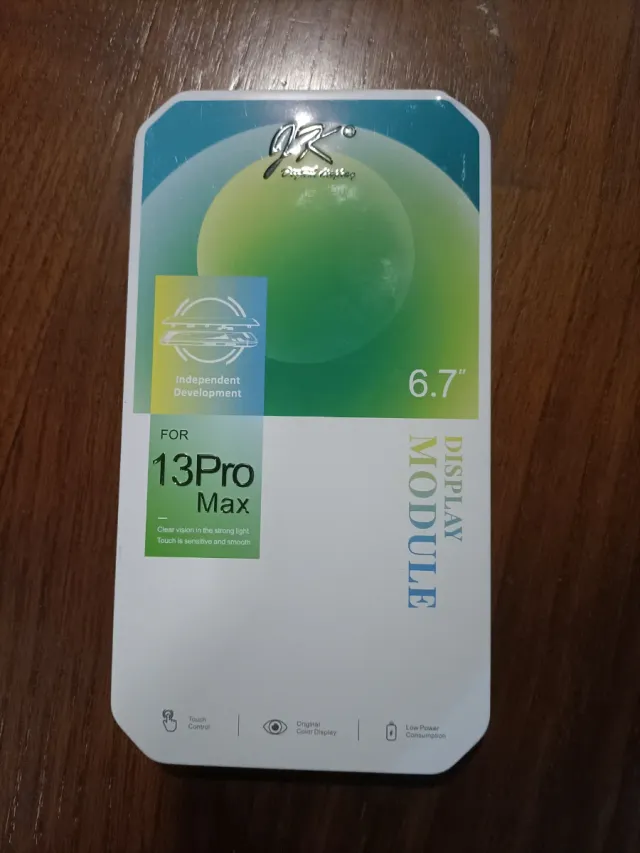 JK
6.7"
Independent
Development
FOR
13Pro
Max
Clear vision in the strong light
Touch is sensitive and smooth
DISPLAY
MODULE
Touch
Control
Original
Color Display
Low Power
Consumption